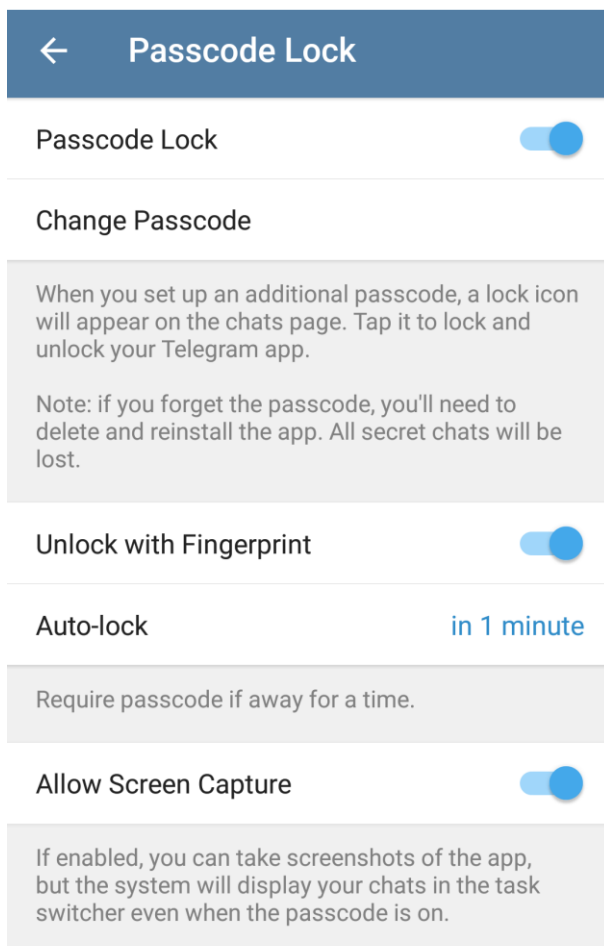 Passcode Lock
Passcode Lock
Change Passcode
When you set up an additional passcode, a lock icon
will appear on the chats page. Tap it to lock and
unlock your Telegram app.
Note: if you forget the passcode, you'll need to
delete and reinstall the app. All secret chats will be
lost.
Unlock with Fingerprint
Auto-lock in 1 minute
Require passcode if away for a time.
Allow Screen Capture
If enabled, you can take screenshots of the app,
but the system will display your chats in the task
switcher even when the passcode is on.